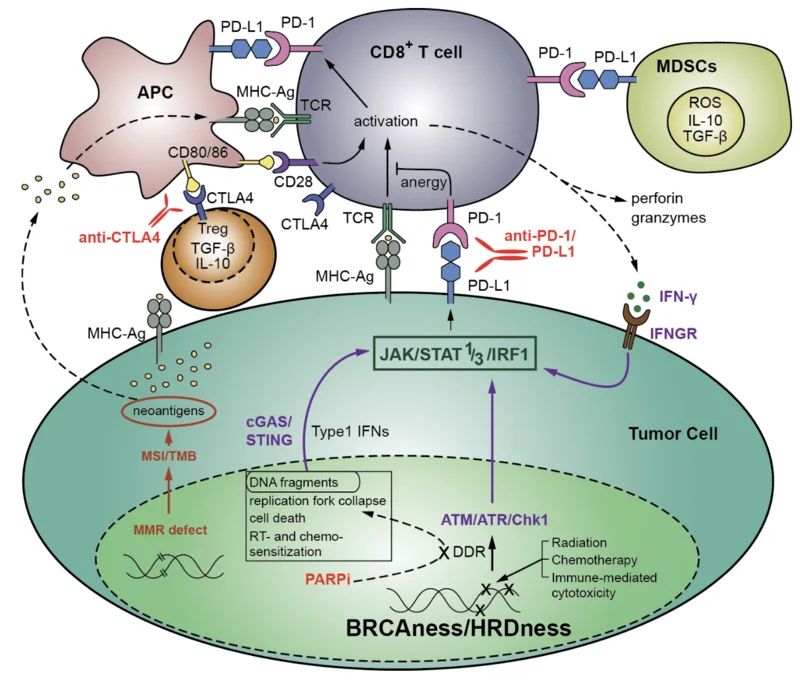 PD-L1
PD-1
CD8+ T cell
PD-1
PD-L1
MDSCs
APC
MHC-Ag
TCR
activation
ROS
IL-10
TGF-β
CD80/86
CD28
anergy
CTLA4
CTLA4
anti-CTLA4
Treg
TGF-β
IL-10
TCR
PD-1
anti-PD-1/
PD-L1
perforin
granzymes
MHC-Ag
PD-L1
IFN-γ
IFNGR
MHC-Ag
JAK/STAT 1/3 /IRF1
neoantigens
cGAS/
STING
Type1 IFNs
Tumor Cell
MSI/TMB
DNA fragments
replication fork collapse
cell death
RT- and chemo-
sensitization
MMR defect
ATM/ATR/Chk1
DDR
Radiation
Chemotherapy
Immune-mediated
cytotoxicity
PARPi
X
X
X
X
BRCAness/HRDness